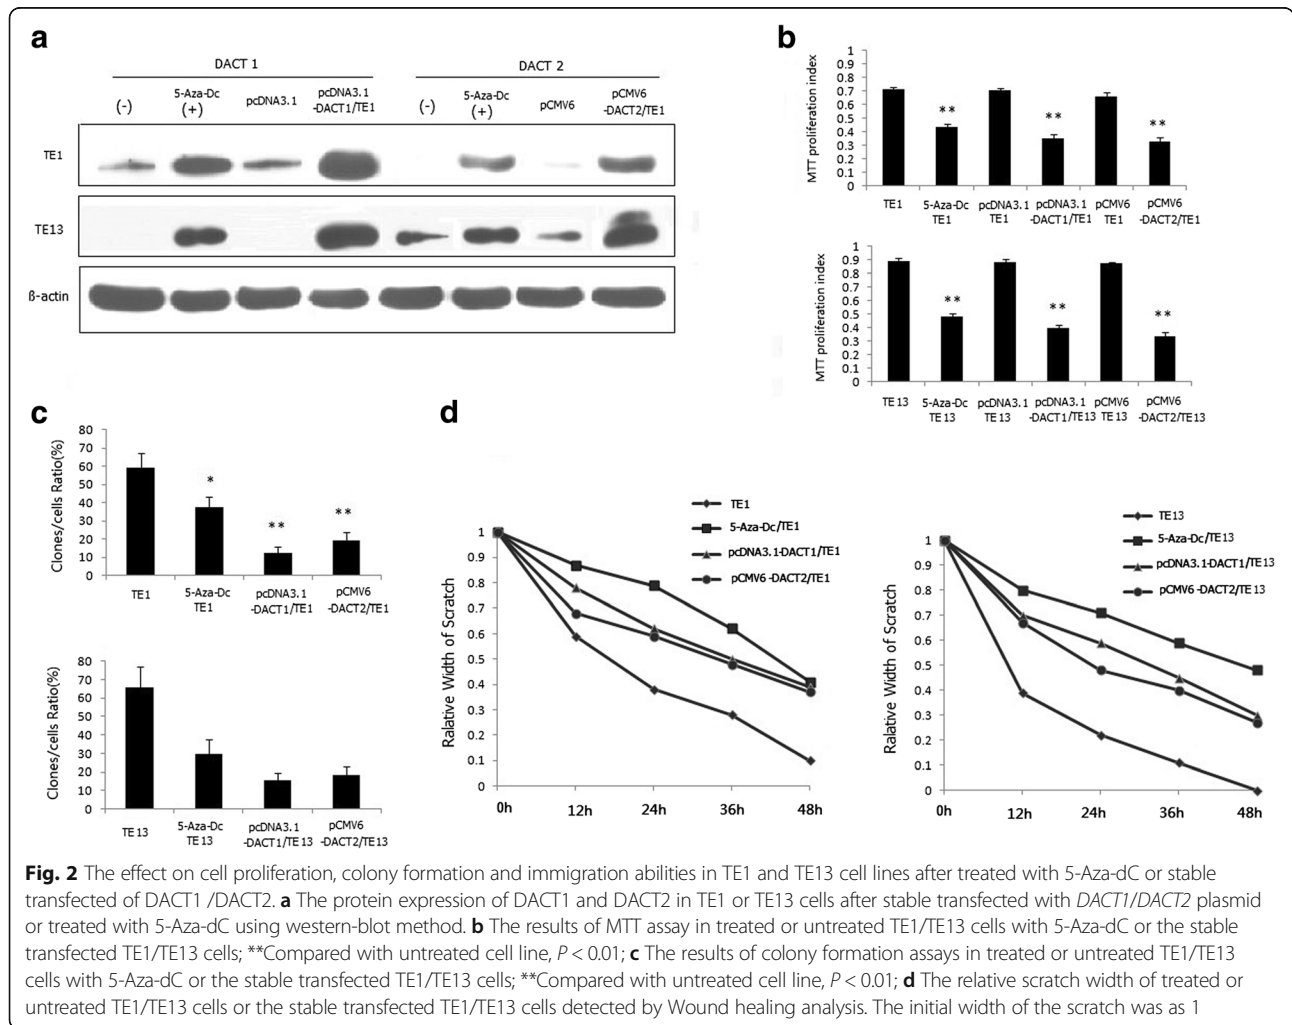 a
DACT 1
DACT 2
(-)
5-Aza-Dc
(+)
pcDNA3.1
pcDNA3.1
-DACT1/TE1
(-)
5-Aza-Dc
(+)
pCMV6
pCMV6
-DACT2/TE1
TE1
TE13
ß-actin
b
MTT proliferation index
1
0.9
0.8
0.7
0.6
0.5
0.4
0.3
0.2
0.1
0
**
**
**
TE1
5-Aza-Dc
TE1
pcDNA3.1
TE1
pcDNA3.1
-DACT1/TE1
pCMV6
TE1
pCMV6
-DACT2/TE1
MTT proliferation index
1
0.9
0.8
0.7
0.6
0.5
0.4
0.3
0.2
0.1
0
**
**
**
TE13
5-Aza-Dc
TE13
pcDNA3.1
TE13
pcDNA3.1
-DACT1/TE13
pCMV6
TE13
pCMV6
-DACT2/TE13
c
Clones/cells Ratio(%)
80
70
60
50
40
30
20
10
0
*
**
**
TE1
5-Aza-Dc
TE1
pcDNA3.1
-DACT1/TE1
pCMV6
-DACT2/TE1
Clones/cells Ratio(%)
80
70
60
50
40
30
20
10
0
TE13
5-Aza-Dc
TE13
pcDNA3.1
-DACT1/TE13
pCMV6
-DACT2/TE13
d
TE1
5-Aza-Dc/TE1
pcDNA3.1-DACT1/TE1
pCMV6 -DACT2/TE1
Ralative Width of Scratch
1
0.9
0.8
0.7
0.6
0.5
0.4
0.3
0.2
0.1
0
0h
12h
24h
36h
48h
TE13
5-Aza-Dc/TE13
pcDNA3.1-DACT1/TE13
pCMV6 -DACT2/TE13
Ralative Width of Scratch
1
0.9
0.8
0.7
0.6
0.5
0.4
0.3
0.2
0.1
0
0h
12h
24h
36h
48h
Fig. 2 The effect on cell proliferation, colony formation and immigration abilities in TE1 and TE13 cell lines after treated with 5-Aza-dC or stable
transfected of DACT1 /DACT2. a The protein expression of DACT1 and DACT2 in TE1 or TE13 cells after stable transfected with DACT1/DACT2 plasmid
or treated with 5-Aza-dC using western-blot method. b The results of MTT assay in treated or untreated TE1/TE13 cells with 5-Aza-dC or the stable
transfected TE1/TE13 cells; **Compared with untreated cell line, P < 0.01; c The results of colony formation assays in treated or untreated TE1/TE13
cells with 5-Aza-dC or the stable transfected TE1/TE13 cells; **Compared with untreated cell line, P < 0.01; d The relative scratch width of treated or
untreated TE1/TE13 cells or the stable transfected TE1/TE13 cells detected by Wound healing analysis. The initial width of the scratch was as 1